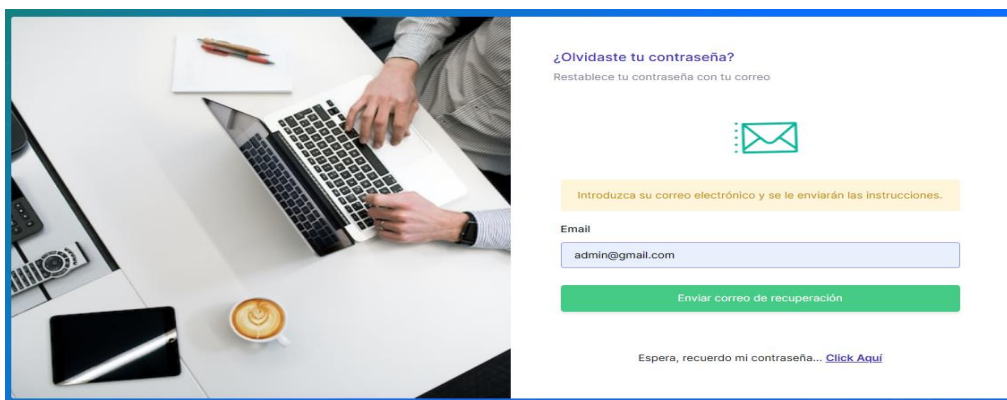 ¿Olvidaste tu contraseña?
Restablece tu contraseña con tu correo
Introduzca su correo electrónico y se le enviarán las instrucciones.
Email
admin@gmail.com
Enviar correo de recuperación
Espera, recuerdo mi contraseña... Click Aquí